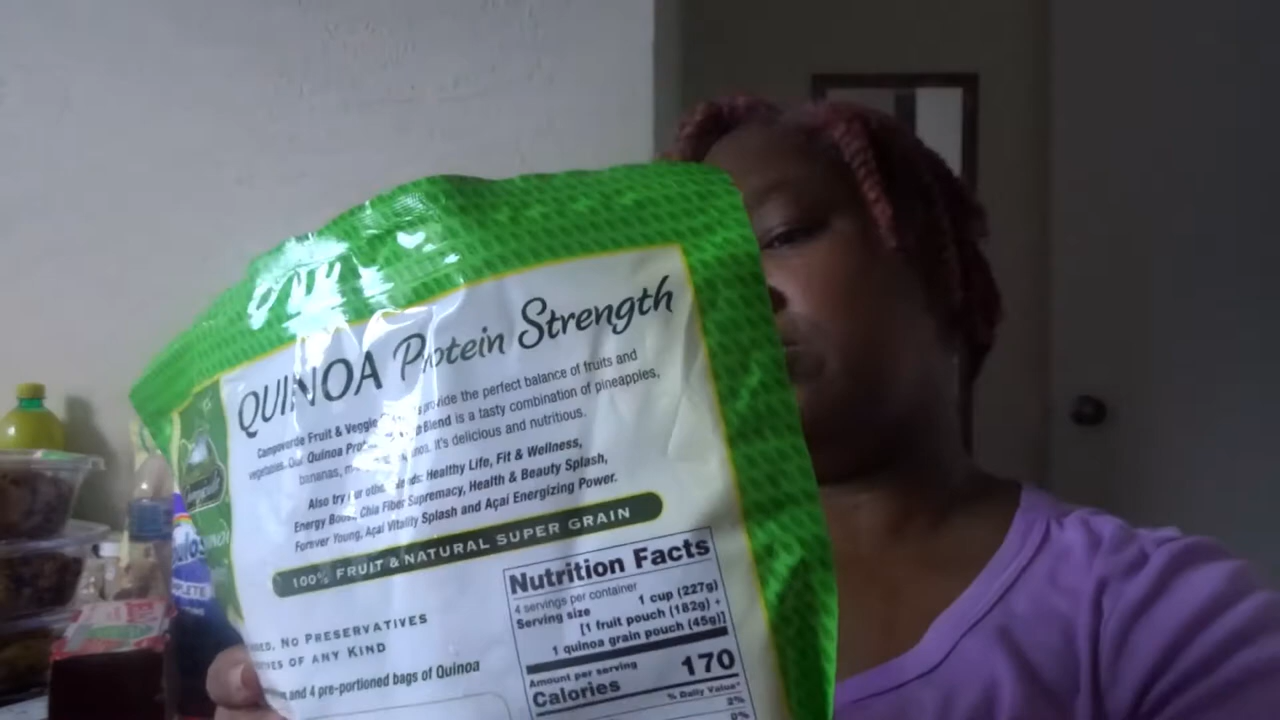 QUINOA Protein Strength
Campoverde Fruit & Veggie provide the perfect balance of fruits and
vegetables. Our Quinoa Blend is a tasty combination of pineapples,
bananas, It's delicious and nutritious.
Also try our other Healthy Life, Fit & Wellness,
Energy Boost, Chia Fiber Supremacy, Health & Beauty Splash,
Forever Young, Açaí Vitality Splash and Açaí Energizing Power.
100% FRUIT & NATURAL SUPER GRAIN
No PRESERVATIVES
OF ANY KIND
and 4 pre-portioned bags of Quinoa
Nutrition Facts
4 servings per container
Serving size 1 cup (227g)
[1 fruit pouch (182g) +
1 quinoa grain pouch (45g)]
Amount per serving
Calories 170
% Daily Value*
2%
0%